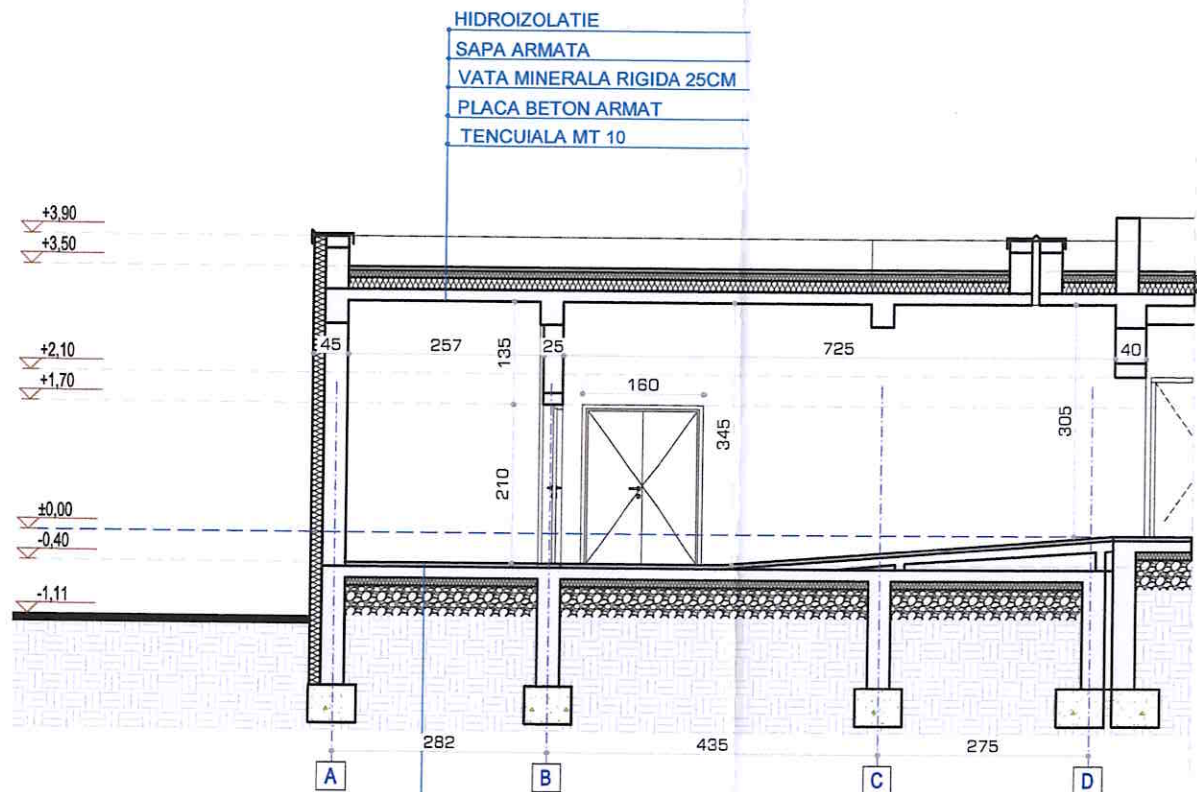 HIDROIZOLATIE
SAPA ARMATA
VATA MINERALA RIGIDA 25CM
PLACA BETON ARMAT
TENCUIALA MT 10
+3,90
+3,50
45
257
135
25
725
40
+2,10
+1,70
160
345
305
210
±0,00
-0,40
-1,11
282
435
275
A
B
C
D